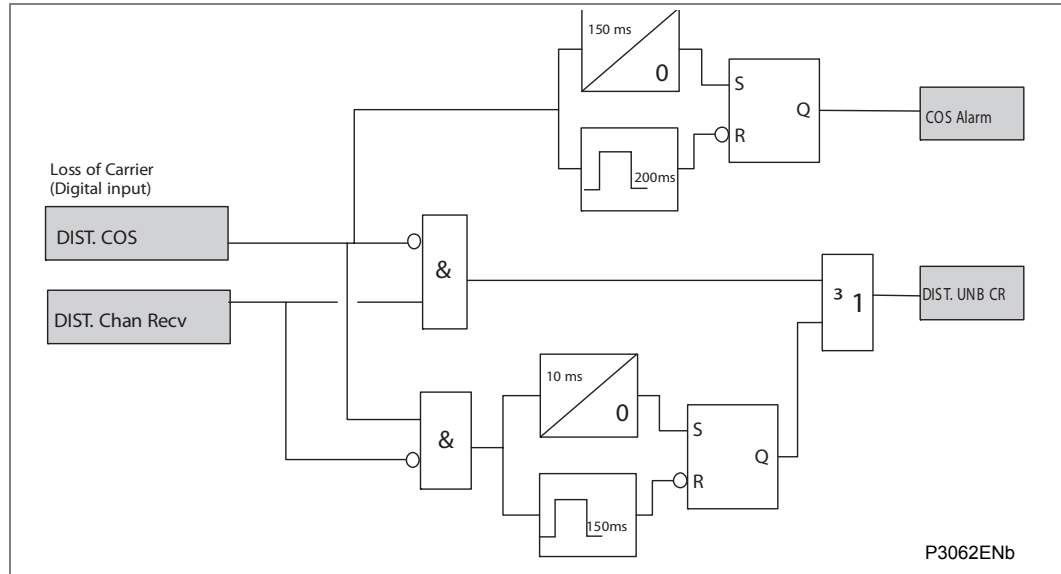 150 ms
0
S
Q
R
COS Alarm
200ms
Loss of Carrier
(Digital input)
DIST. COS
&
DIST. Chan Recv
³ 1
DIST. UNB CR
10 ms
0
&
S
Q
R
150ms
P3062ENb